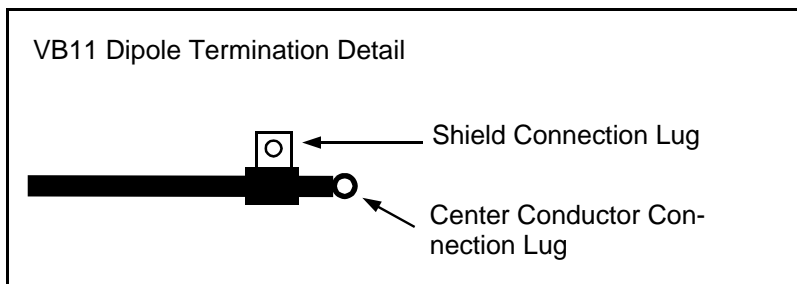 VB11 Dipole Termination Detail
Shield Connection Lug
Center Conductor Con-
nection Lug